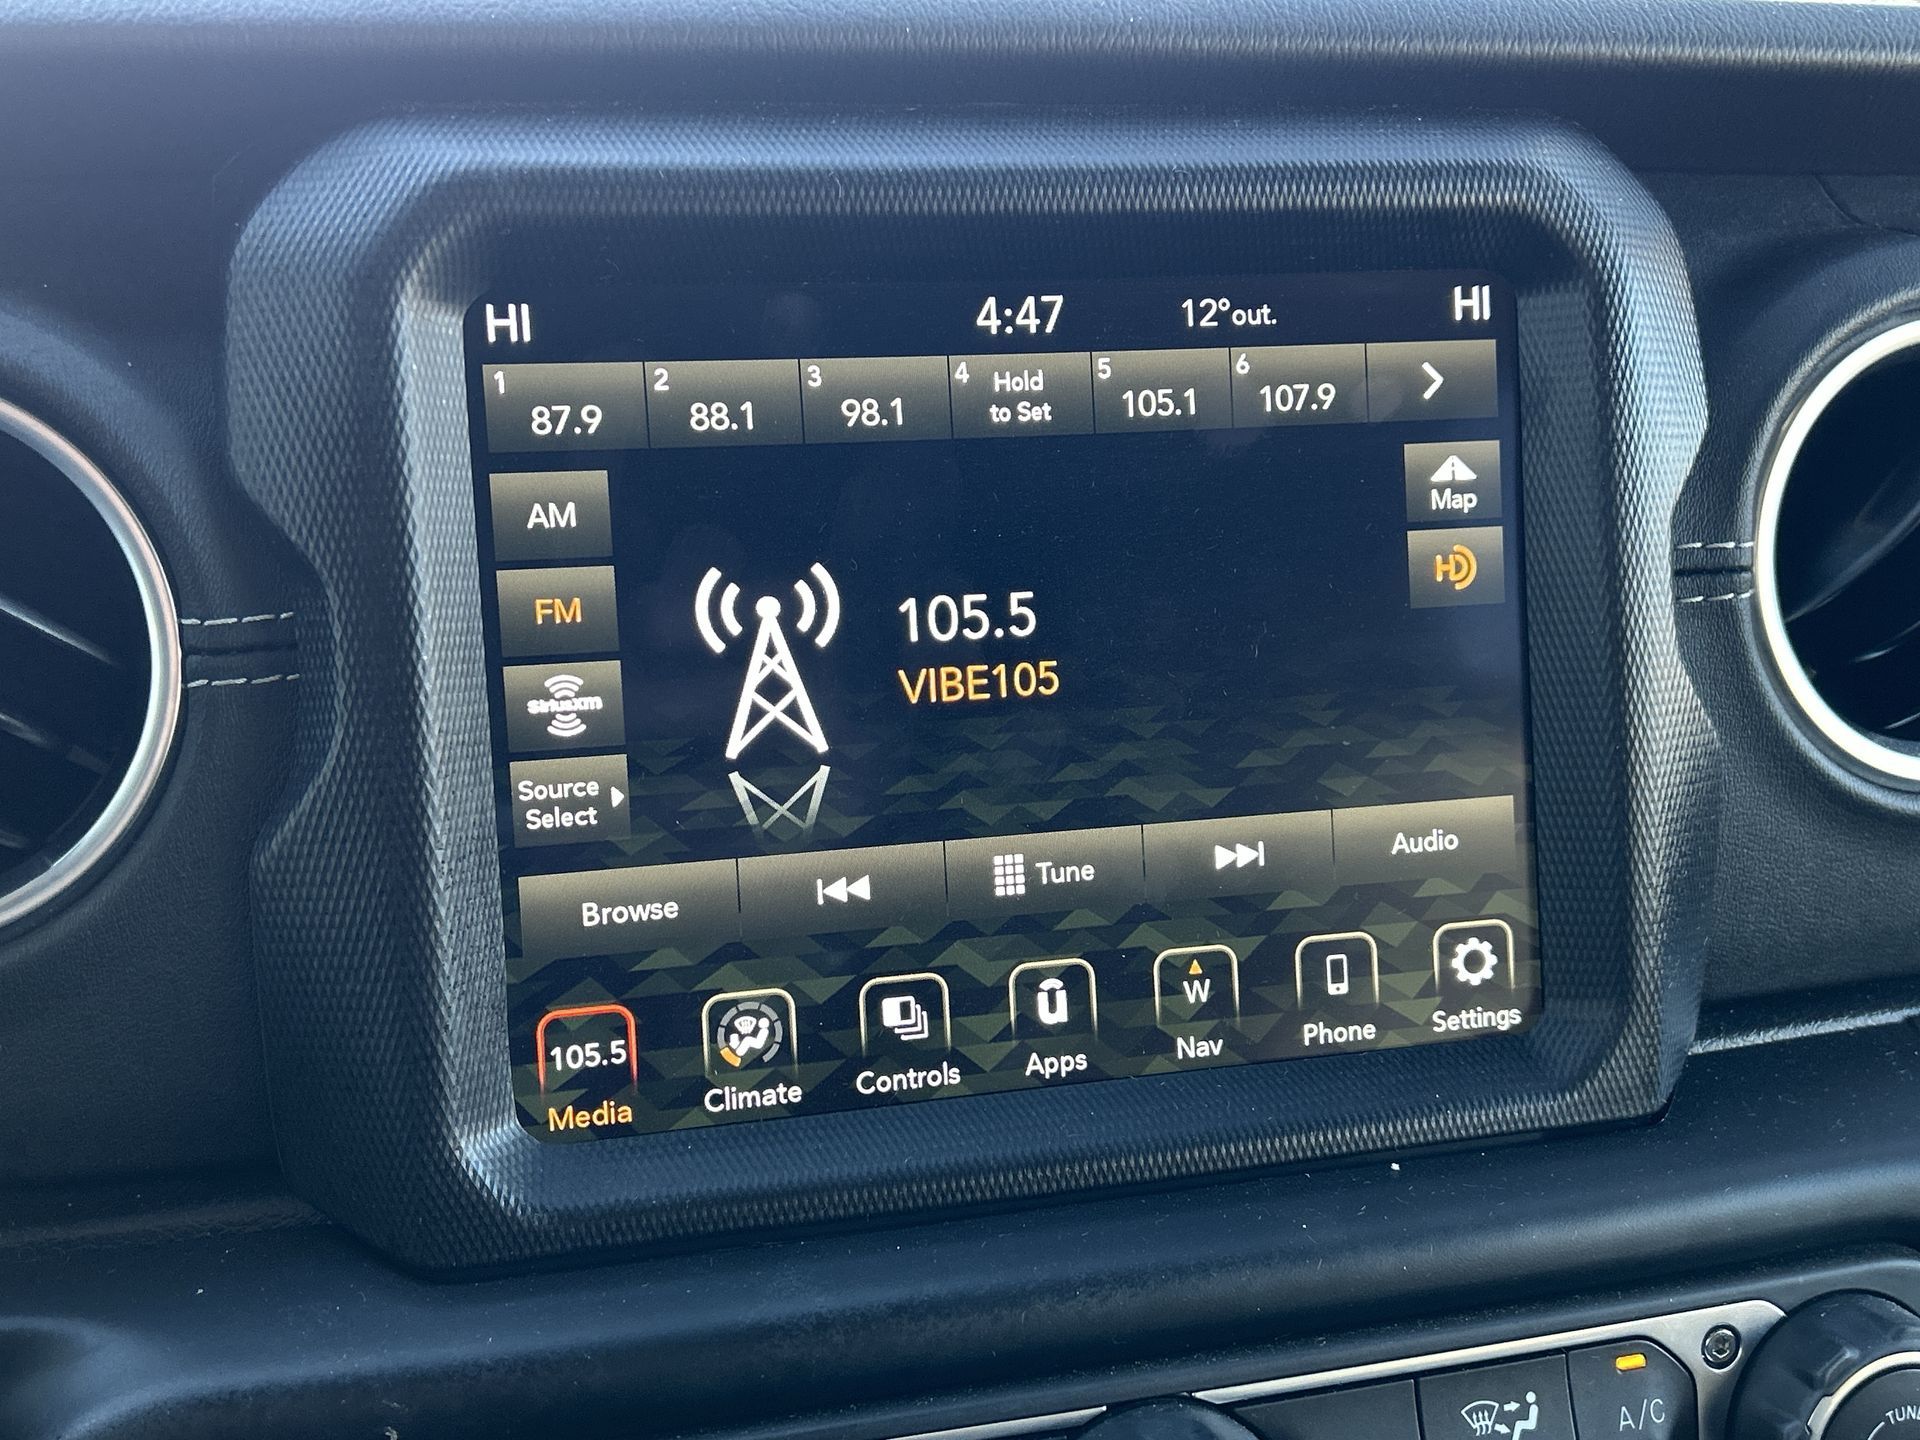 HI 4:47 12°out. HI
1 87.9
2 88.1
3 98.1
4 Hold
to Set
5 105.1
6 107.9
AM
FM
SiriusXM
Source
Select
105.5
VIBE105
Map
HD
Browse
Tune
Audio
105.5
Media
Climate
Controls
u
Apps
W
Nav
Phone
Settings
A/C
TUNE